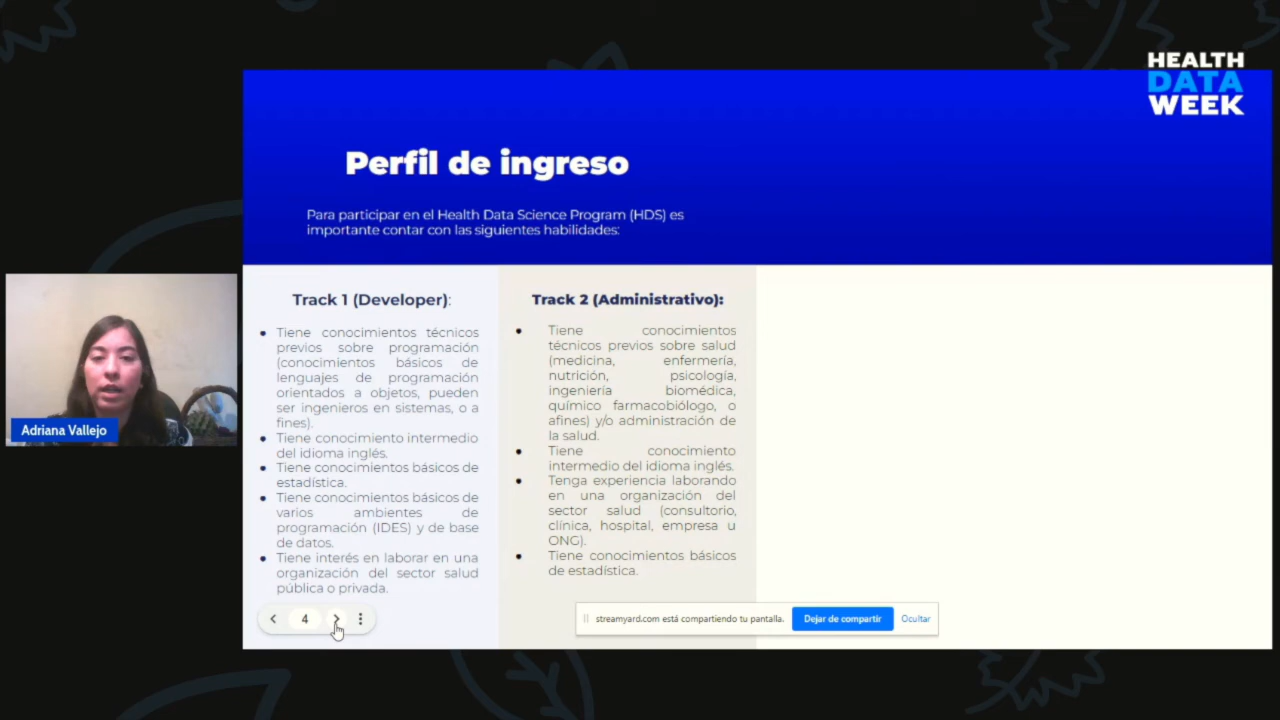 HEALTH
DATA
WEEK
Perfil de ingreso
Para participar en el Health Data Science Program (HDS) es
importante contar con las siguientes habilidades:
Track 1 (Developer):
Tiene conocimientos técnicos
previos sobre programación
(conocimientos básicos de
lenguajes de programación
orientados a objetos, pueden
ser ingenieros en sistemas, o a
fines).
Tiene conocimiento intermedio
del idioma inglés.
Tiene conocimientos básicos de
estadística.
Tiene conocimientos básicos de
varios ambientes de
programación (IDES) y de base
de datos.
Tiene interés en laborar en una
organización del sector salud
pública o privada.
Track 2 (Administrativo):
Tiene conocimientos
técnicos previos sobre salud
(medicina, enfermería,
nutrición, psicología,
ingeniería biomédica,
químico farmacobiólogo, o
afines) y/o administración de
la salud.
Tiene conocimiento
intermedio del idioma inglés.
Tenga experiencia laborando
en una organización del
sector salud (consultorio,
clínica, hospital, empresa u
ONG).
Tiene conocimientos básicos
de estadística.
Adriana Vallejo
4
streamyard.com está compartiendo tu pantalla.
Dejar de compartir
Ocultar